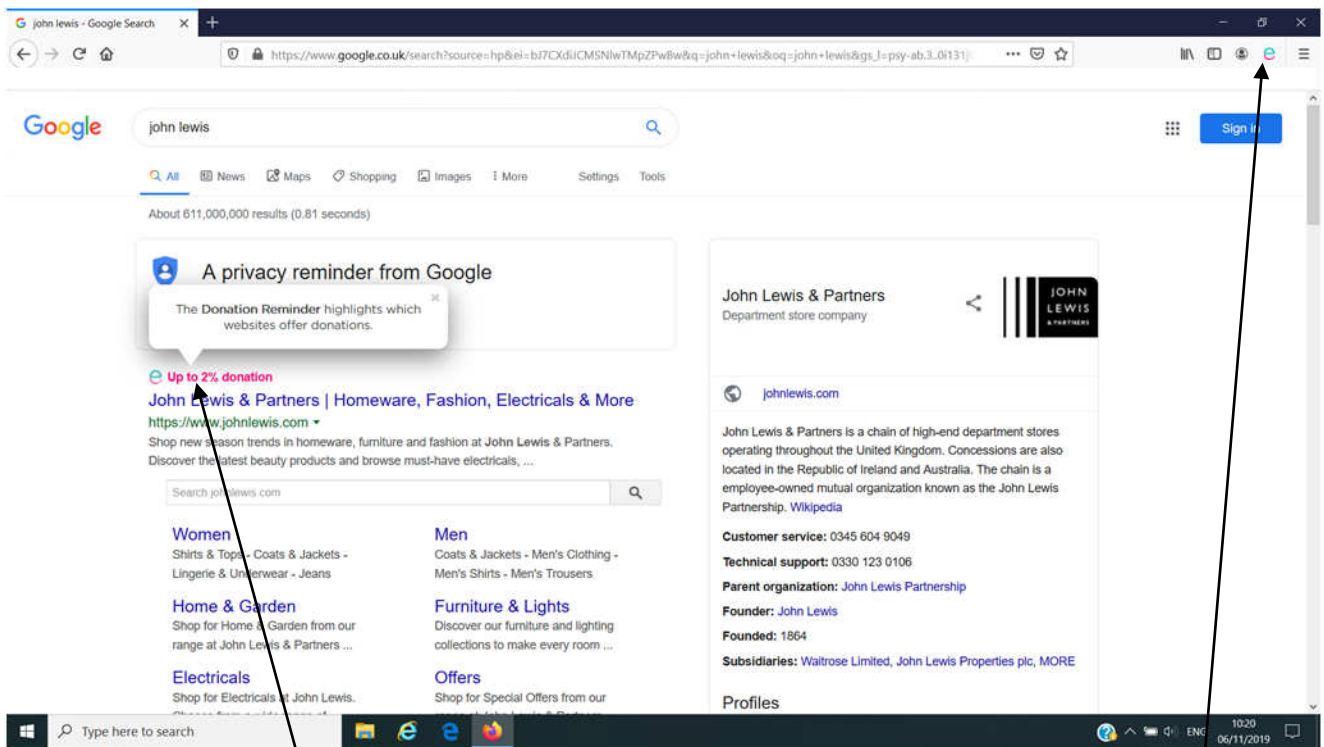 john lewis - Google Search
https://www.google.co.uk/search?source=hp&ei=bJ7CXdiJCMSNlwTMpZPwBw&q=john+lewis&oq=john+lewis&gs_l=psy-ab.3..0i131j
Google
john lewis
Sign in
All News Maps Shopping Images More Settings Tools
About 611,000,000 results (0.81 seconds)
A privacy reminder from Google
The Donation Reminder highlights which
websites offer donations.
Up to 2% donation
John Lewis & Partners | Homeware, Fashion, Electricals & More
https://www.johnlewis.com
Shop new season trends in homeware, furniture and fashion at John Lewis & Partners.
Discover the latest beauty products and browse must-have electricals, ...
Search johnlewis com
Women
Shirts & Tops - Coats & Jackets -
Lingerie & Underwear - Jeans
Men
Coats & Jackets - Men's Clothing -
Men's Shirts - Men's Trousers
Home & Garden
Shop for Home & Garden from our
range at John Lewis & Partners ...
Furniture & Lights
Discover our furniture and lighting
collections to make every room ...
Electricals
Shop for Electricals at John Lewis.
Offers
Shop for Special Offers from our
John Lewis & Partners
Department store company
JOHN
LEWIS
& PARTNERS
johnlewis.com
John Lewis & Partners is a chain of high-end department stores
operating throughout the United Kingdom. Concessions are also
located in the Republic of Ireland and Australia. The chain is a
employee-owned mutual organization known as the John Lewis
Partnership. Wikipedia
Customer service: 0345 604 9049
Technical support: 0330 123 0106
Parent organization: John Lewis Partnership
Founder: John Lewis
Founded: 1864
Subsidiaries: Waitrose Limited, John Lewis Properties plc, MORE
Profiles
Type here to search
ENG
10:20
06/11/2019